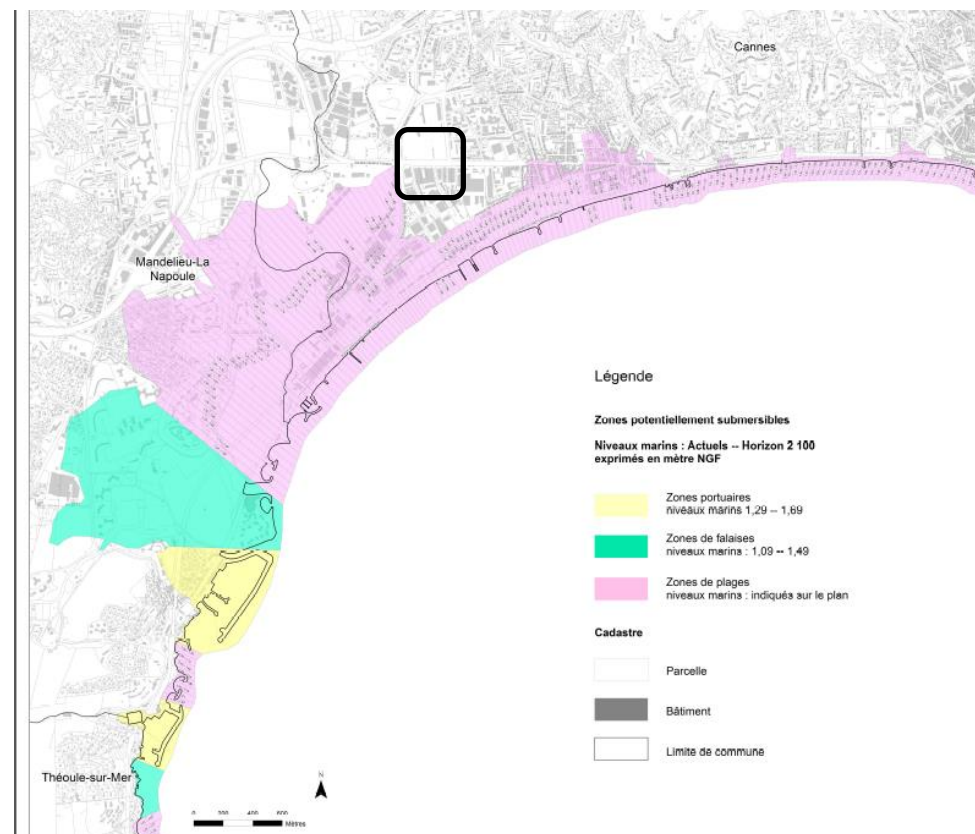 Cannes
Mandelieu-La
Napoule
Légende
Zones potentiellement submersibles
Niveaux marins : Actuels -- Horizon 2 100
exprimés en mètre NGF
Zones portuaires
niveaux marins 1,29 -- 1,69
Zones de falaises
niveaux marins : 1,09 -- 1,49
Zones de plages
niveaux marins : indiqués sur le plan
Cadastre
Parcelle
Bâtiment
Limite de commune
Théoule-sur-Mer
N
Mètres